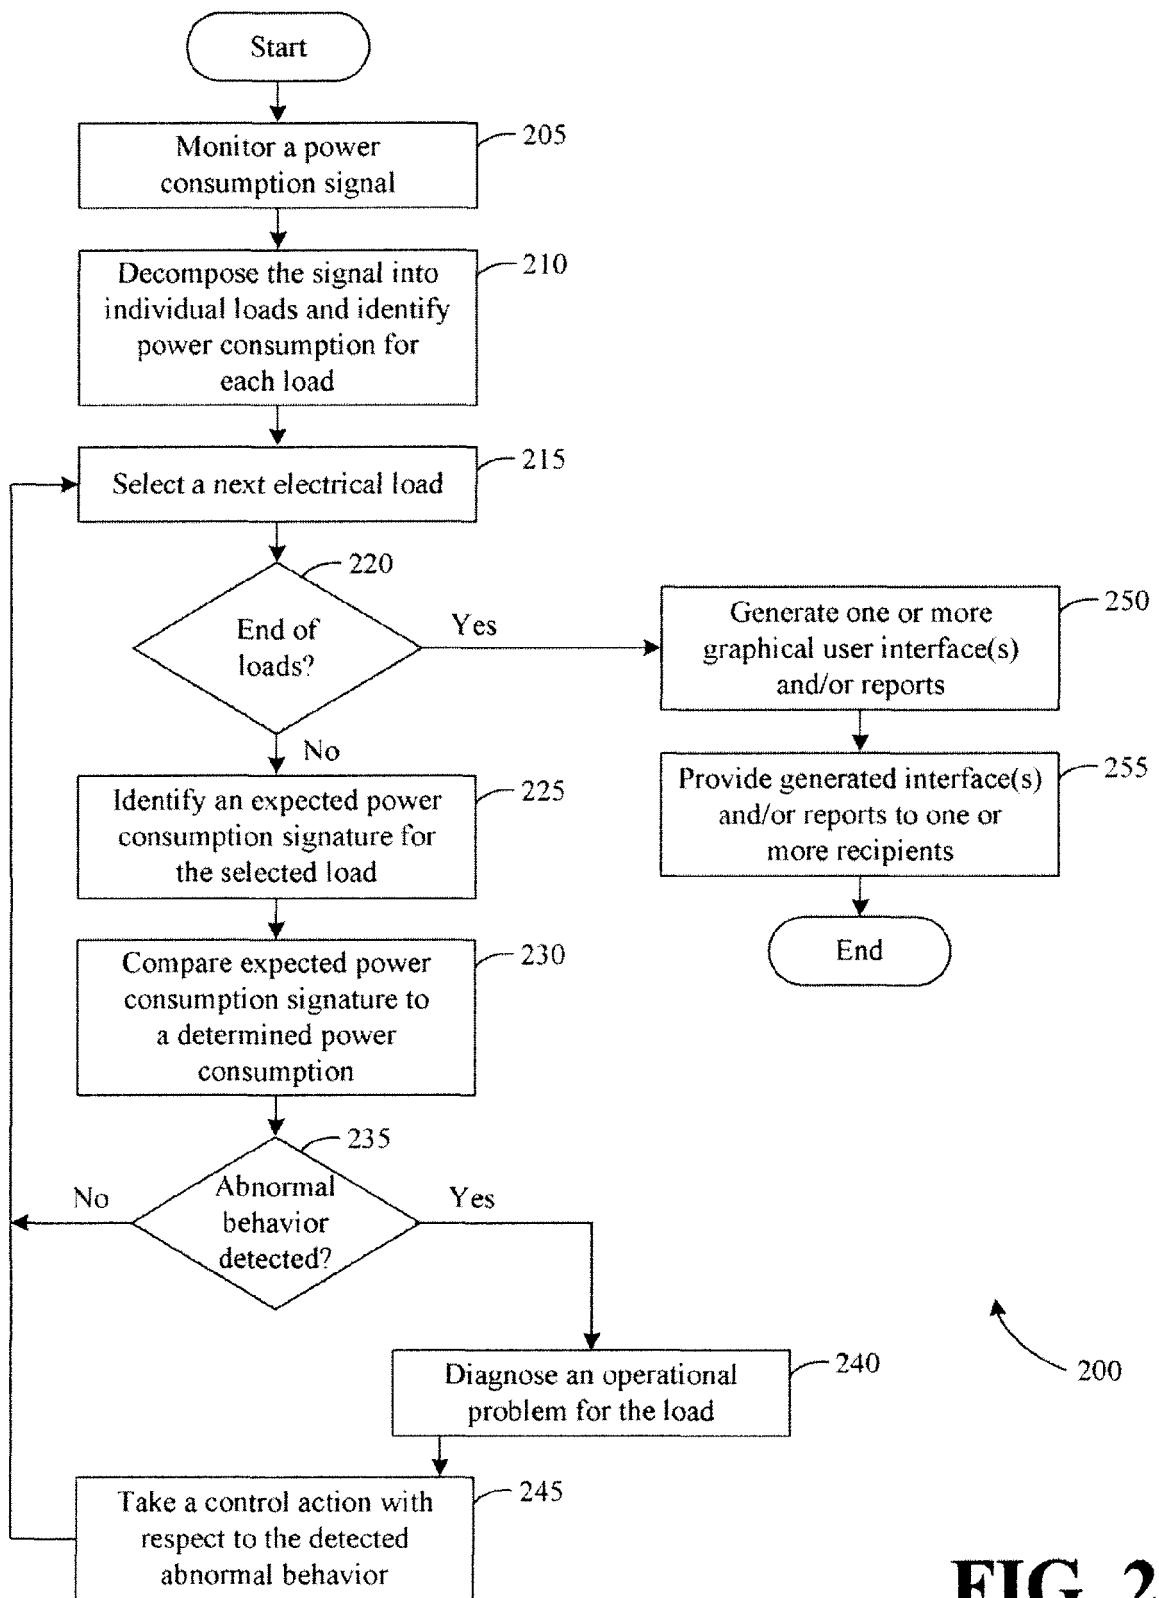 Start
205
Monitor a power
consumption signal
210
Decompose the signal into
individual loads and identify
power consumption for
each load
215
Select a next electrical load
220
End of
loads?
Yes
No
250
Generate one or more
graphical user interface(s)
and/or reports
225
Identify an expected power
consumption signature for
the selected load
255
Provide generated interface(s)
and/or reports to one or
more recipients
End
230
Compare expected power
consumption signature to
a determined power
consumption
235
Abnormal
behavior
detected?
No
Yes
240
Diagnose an operational
problem for the load
200
245
Take a control action with
respect to the detected
abnormal behavior
FIG. 2